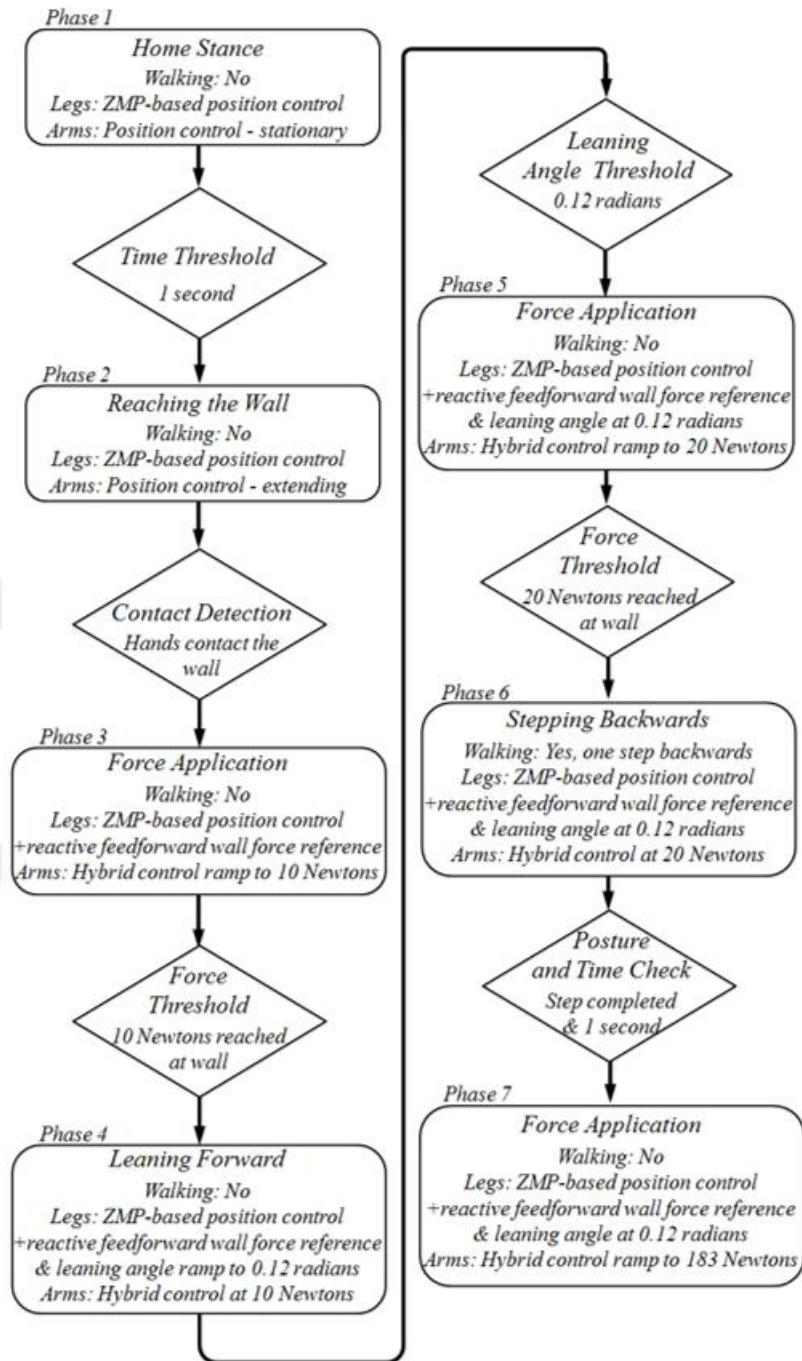 Phase 1
Home Stance
Walking: No
Legs: ZMP-based position control
Arms: Position control - stationary
Time Threshold
1 second
Phase 2
Reaching the Wall
Walking: No
Legs: ZMP-based position control
Arms: Position control - extending
Contact Detection
Hands contact the
wall
Phase 3
Force Application
Walking: No
Legs: ZMP-based position control
+reactive feedforward wall force reference
Arms: Hybrid control ramp to 10 Newtons
Force
Threshold
10 Newtons reached
at wall
Phase 4
Leaning Forward
Walking: No
Legs: ZMP-based position control
+reactive feedforward wall force reference
& leaning angle ramp to 0.12 radians
Arms: Hybrid control at 10 Newtons
Leaning
Angle Threshold
0.12 radians
Phase 5
Force Application
Walking: No
Legs: ZMP-based position control
+reactive feedforward wall force reference
& leaning angle at 0.12 radians
Arms: Hybrid control ramp to 20 Newtons
Force
Threshold
20 Newtons reached
at wall
Phase 6
Stepping Backwards
Walking: Yes, one step backwards
Legs: ZMP-based position control
+reactive feedforward wall force reference
& leaning angle at 0.12 radians
Arms: Hybrid control at 20 Newtons
Posture
and Time Check
Step completed
& 1 second
Phase 7
Force Application
Walking: No
Legs: ZMP-based position control
+reactive feedforward wall force reference
& leaning angle at 0.12 radians
Arms: Hybrid control ramp to 183 Newtons